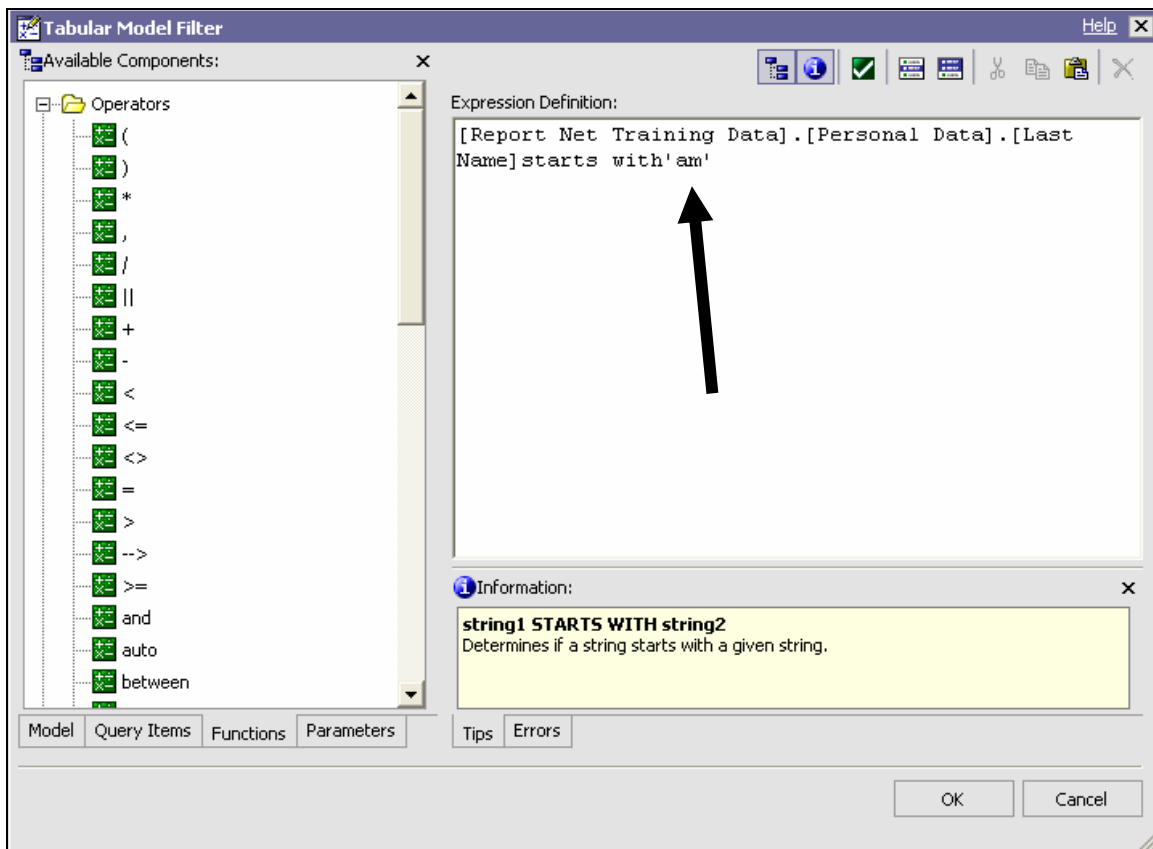 Tabular Model Filter
Help
Available Components:
Operators
(
)
*
,
/
||
+
-
<
<=
<>
=
>
-->
>=
and
auto
between
Model
Query Items
Functions
Parameters
Expression Definition:
[Report Net Training Data].[Personal Data].[Last
Name]starts with'am'
Information:
string1 STARTS WITH string2
Determines if a string starts with a given string.
Tips
Errors
OK
Cancel